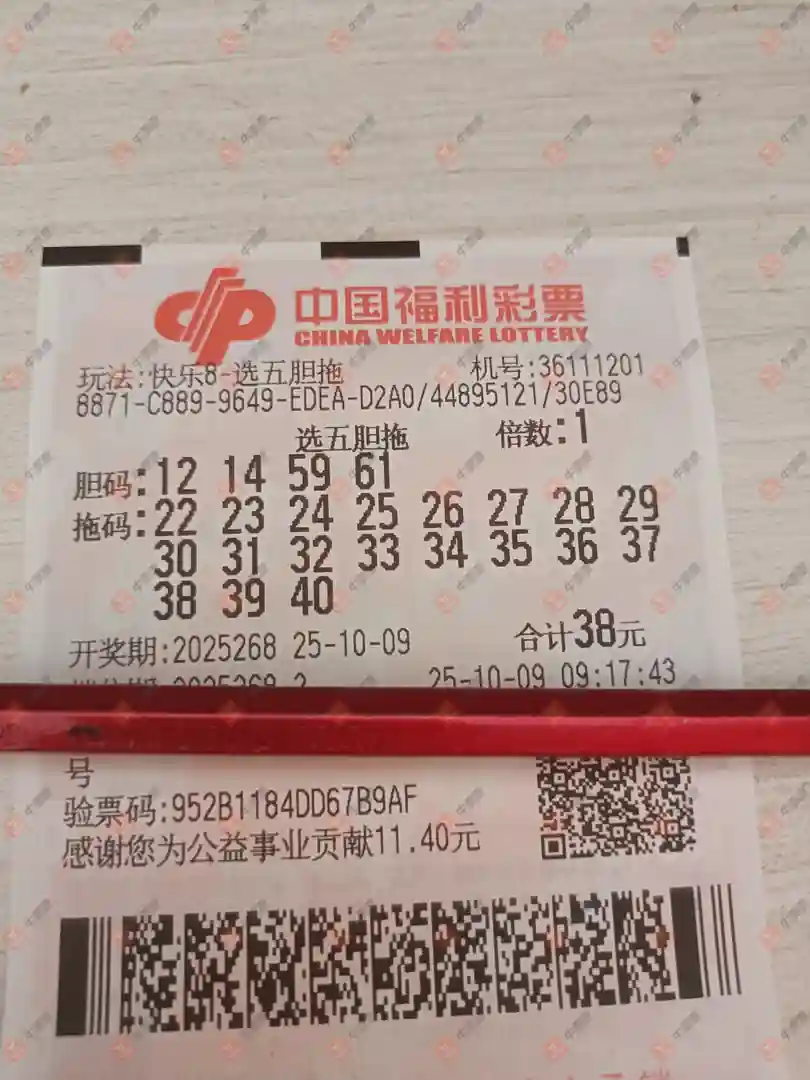 中国福利彩票
CHINA WELFARE LOTTERY
玩法:快乐8-选五胆拖 机号:36111201
8871-C889-9649-EDEA-D2A0/44895121/30E89
选五胆拖 倍数:1
胆码:12 14 59 61
拖码:22 23 24 25 26 27 28 29
30 31 32 33 34 35 36 37
38 39 40
开奖期:2025268 25-10-09 合计38元
25-10-09 09:17:43
号
验票码:952B1184DD67B9AF
感谢您为公益事业贡献11.40元